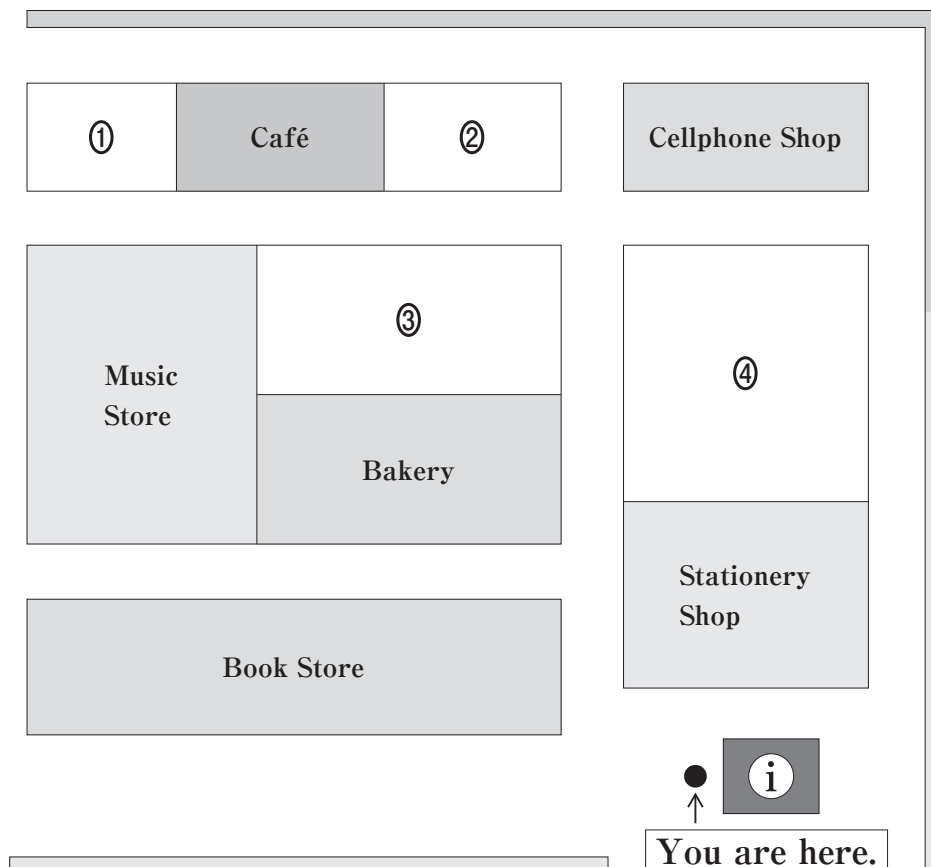 ① Café ② Cellphone Shop
③
④
Music
Store
Bakery
Stationery
Shop
Book Store
i
You are here.